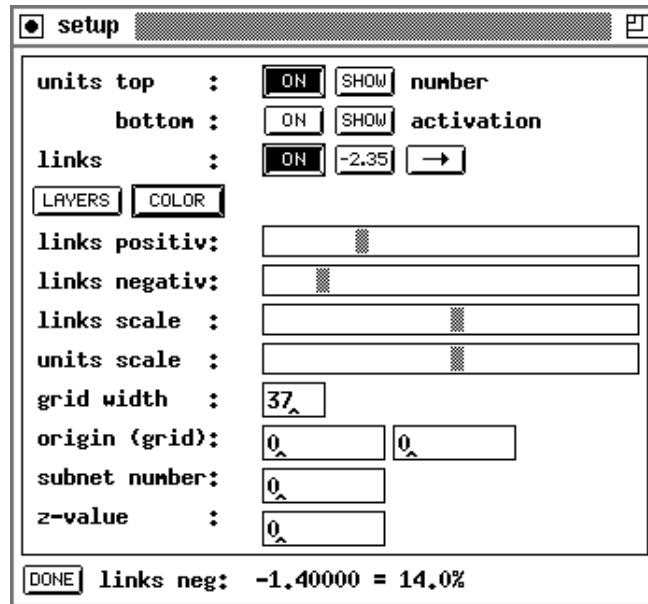 setup
units top : ON SHOW number
bottom : ON SHOW activation
links : ON -2.35 →
LAYERS COLOR
links positiv:
links negativ:
links scale :
units scale :
grid width : 37
origin (grid): 0 0
subnet number: 0
z-value : 0
DONE links neg: -1.40000 = 14.0%